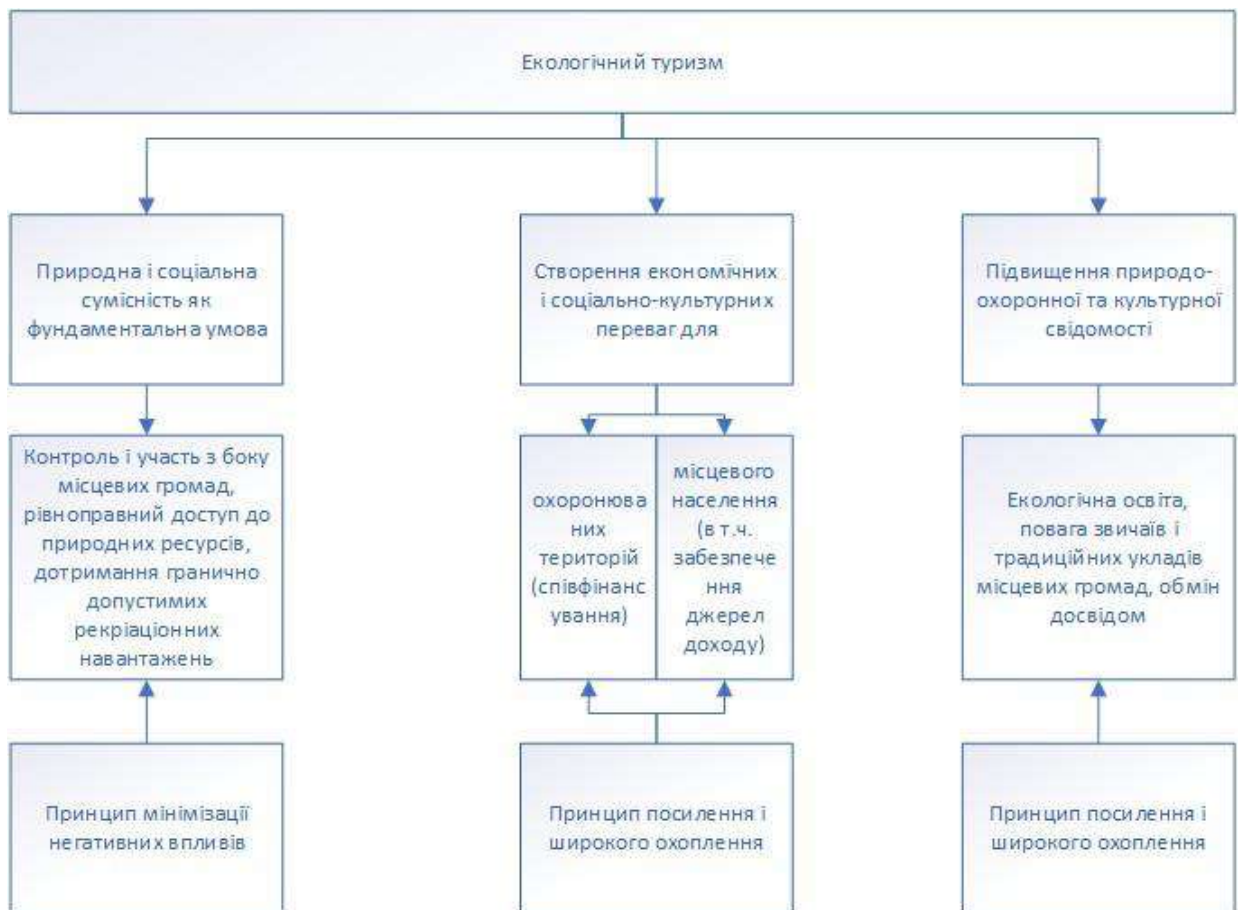 Екологічний туризм
Природна і соціальна
сумісність як
фундаментальна умова
Створення економічних
і соціально-культурних
переваг для
Підвищення природо-
охоронної та культурної
свідомості
Контроль і участь з боку
місцевих громад,
рівноправний доступ до
природних ресурсів,
дотримання гранично
допустимих
рекріаціонних
навантажень
охоронюва
них
територій
(співфінанс
ування)
місцевого
населення
(в т.ч.
забезпече
ння
джерел
доходу)
Екологічна освіта,
повага звичаїв і
традиційних укладів
місцевих громад, обмін
досвідом
Принцип мінімізації
негативних впливів
Принцип посилення і
широкого охоплення
Принцип посилення і
широкого охоплення